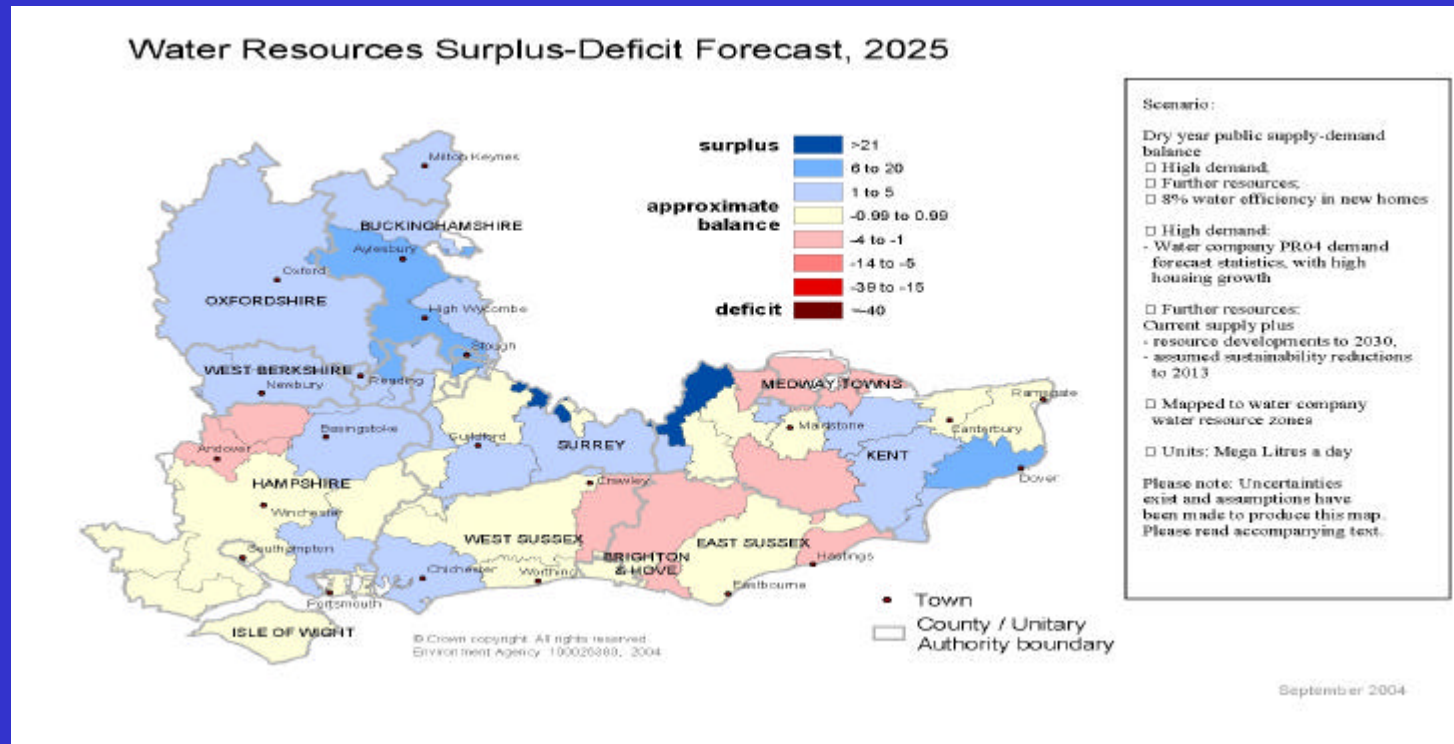 Water Resources Surplus-Deficit Forecast, 2025
surplus
>21
6 to 20
1 to 5
approximate
balance
-0.99 to 0.99
-4 to -1
-14 to -5
-39 to -15
deficit
=-40
Milton Keynes
BUCKINGHAMSHIRE
Aylesbury
Oxford
OXFORDSHIRE
High Wycombe
Slough
WEST BERKSHIRE
Reading
Newbury
MEDWAY TOWNS
Ramsgate
Canterbury
Maidstone
Basingstoke
Guildford
SURREY
KENT
Andover
Dover
HAMPSHIRE
Crawley
Winchester
WEST SUSSEX
EAST SUSSEX
Southampton
BRIGHTON
& HOVE
Hastings
Chichester
Worthing
Eastbourne
Portsmouth
ISLE OF WIGHT
Town
County / Unitary
Authority boundary
© Crown copyright. All rights reserved.
Environment Agency 100026380, 2004
Scenario:
Dry year public supply-demand
balance
□ High demand;
□ Further resources;
□ 8% water efficiency in new homes
□ High demand:
- Water company PR04 demand
forecast statistics, with high
housing growth
□ Further resources:
Current supply plus
- resource developments to 2030,
- assumed sustainability reductions
to 2013
□ Mapped to water company
water resource zones
□ Units: Mega Litres a day
Please note: Uncertainties
exist and assumptions have
been made to produce this map.
Please read accompanying text.
September 2004